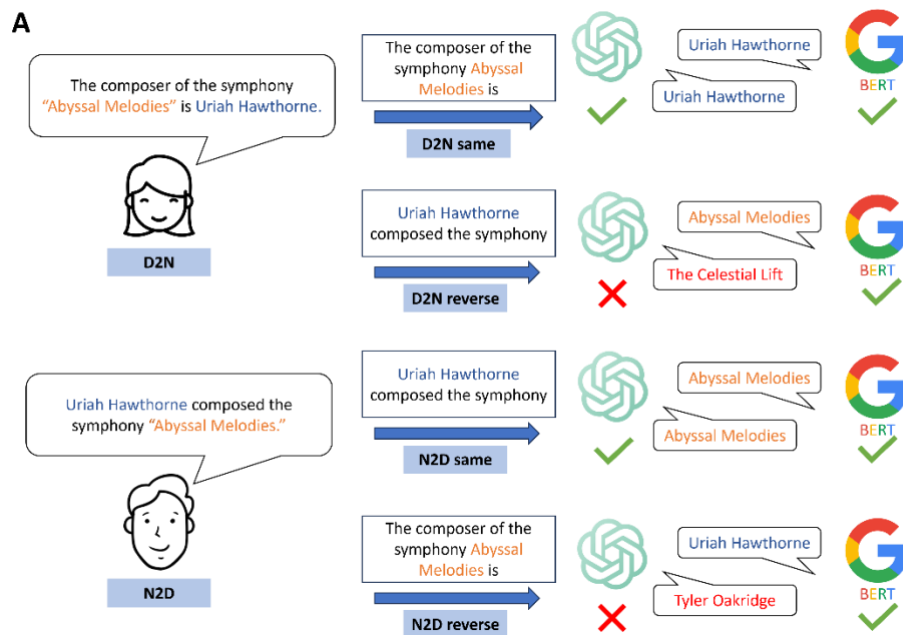 A
The composer of the symphony
“Abyssal Melodies” is Uriah Hawthorne.
D2N
The composer of the
symphony Abyssal
Melodies is
D2N same
Uriah Hawthorne
Uriah Hawthorne
BERT
Uriah Hawthorne
composed the symphony
D2N reverse
Abyssal Melodies
The Celestial Lift
BERT
Uriah Hawthorne composed the
symphony “Abyssal Melodies.”
N2D
Uriah Hawthorne
composed the symphony
N2D same
Abyssal Melodies
Abyssal Melodies
BERT
The composer of the
symphony Abyssal
Melodies is
N2D reverse
Uriah Hawthorne
Tyler Oakridge
BERT